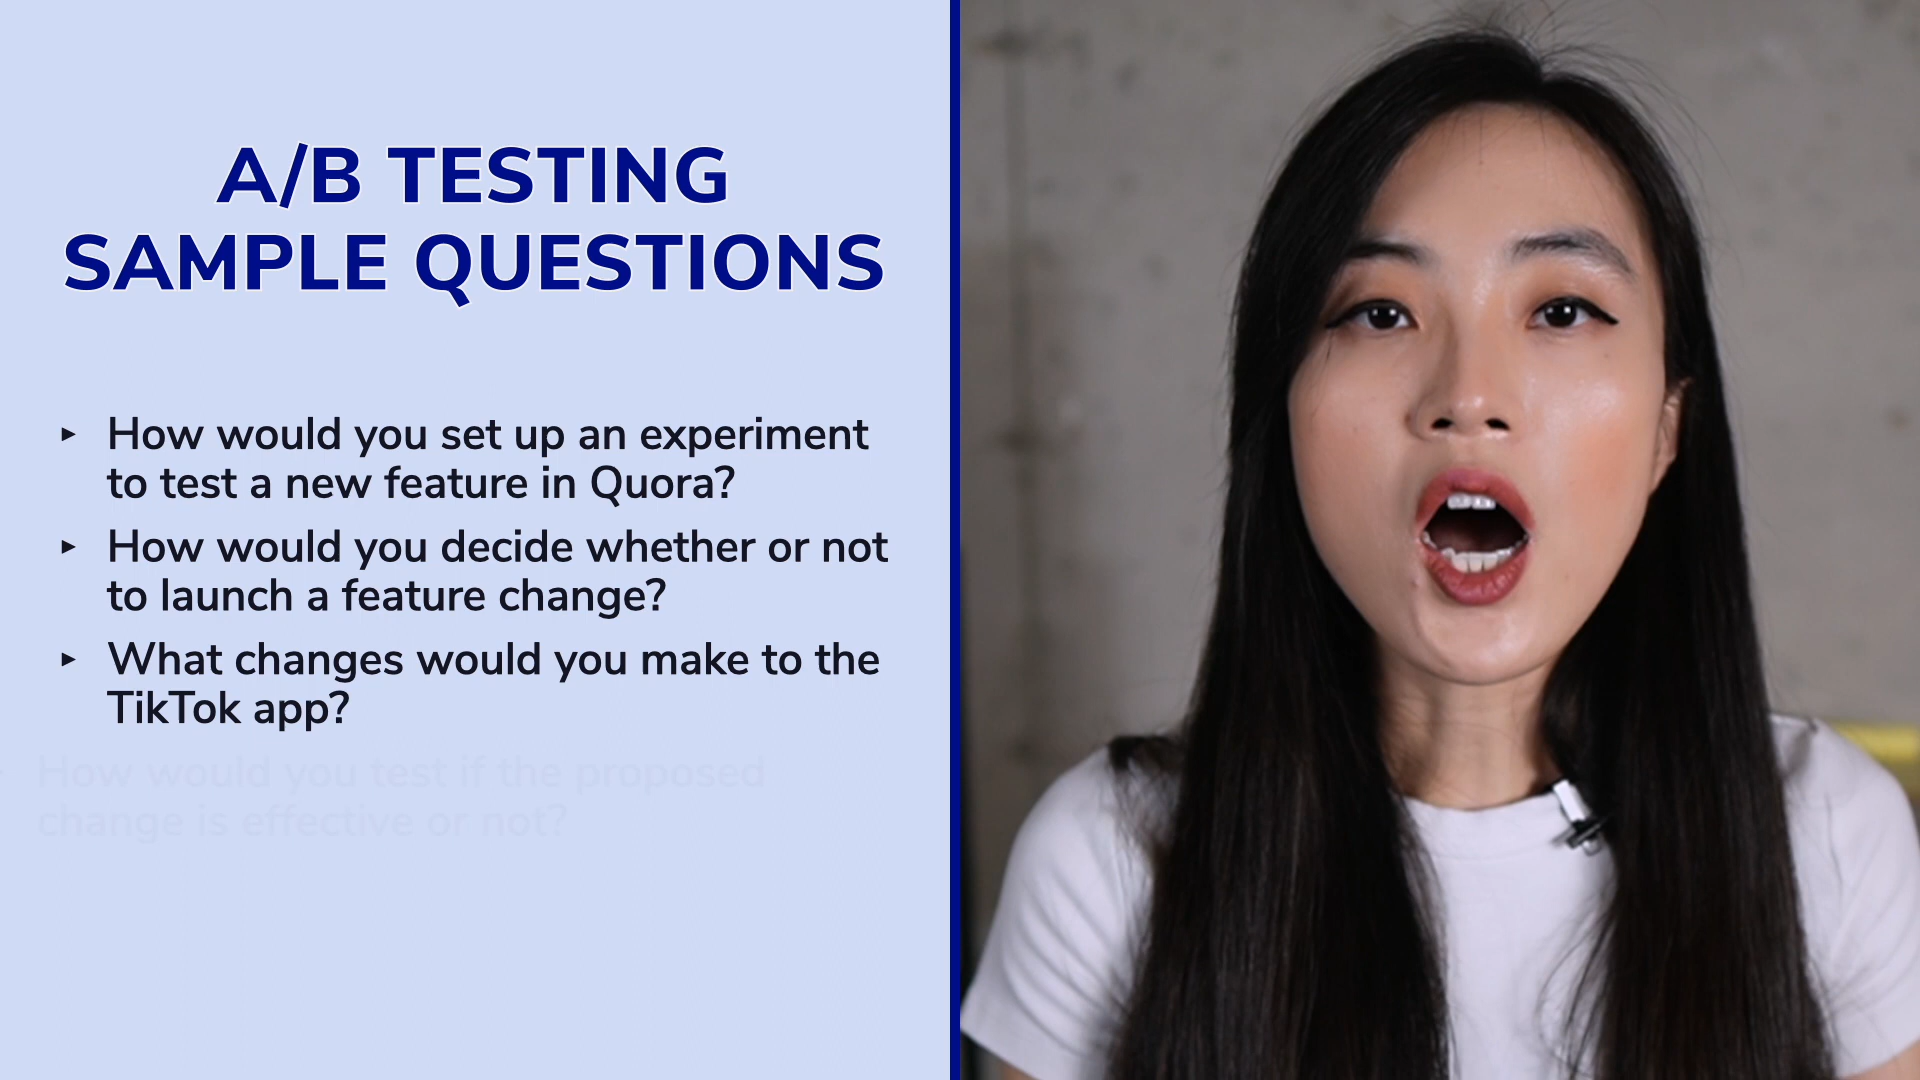 A/B TESTING
SAMPLE QUESTIONS
‣ How would you set up an experiment
to test a new feature in Quora?
‣ How would you decide whether or not
to launch a feature change?
‣ What changes would you make to the
TikTok app?
How would you test if the proposed
change is effective or not?